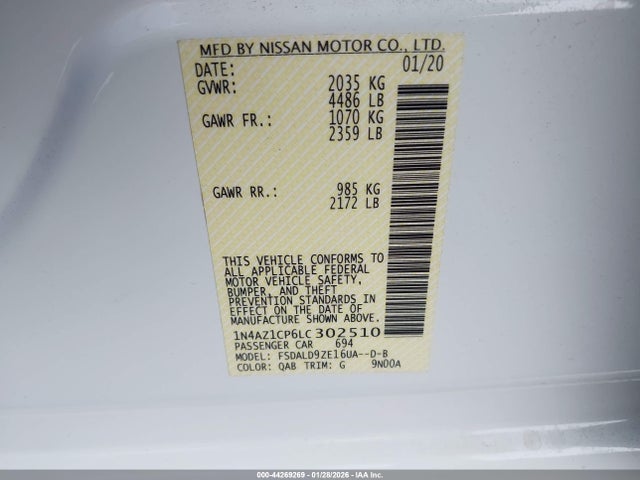 MFD BY NISSAN MOTOR CO., LTD.
DATE: 01/20
GVWR: 2035 KG
4486 LB
GAWR FR.: 1070 KG
2359 LB
GAWR RR.: 985 KG
2172 LB
THIS VEHICLE CONFORMS TO
ALL APPLICABLE FEDERAL
MOTOR VEHICLE SAFETY,
BUMPER, AND THEFT
PREVENTION STANDARDS IN
EFFECT ON THE DATE OF
MANUFACTURE SHOWN ABOVE.
1N4AZ1CP6LC302510
PASSENGER CAR 694
MODEL: FSDALD9ZE16UA--D-B
COLOR: QAB TRIM: G 9N00A
000-44269269 - 01/28/2026 - IAA Inc.